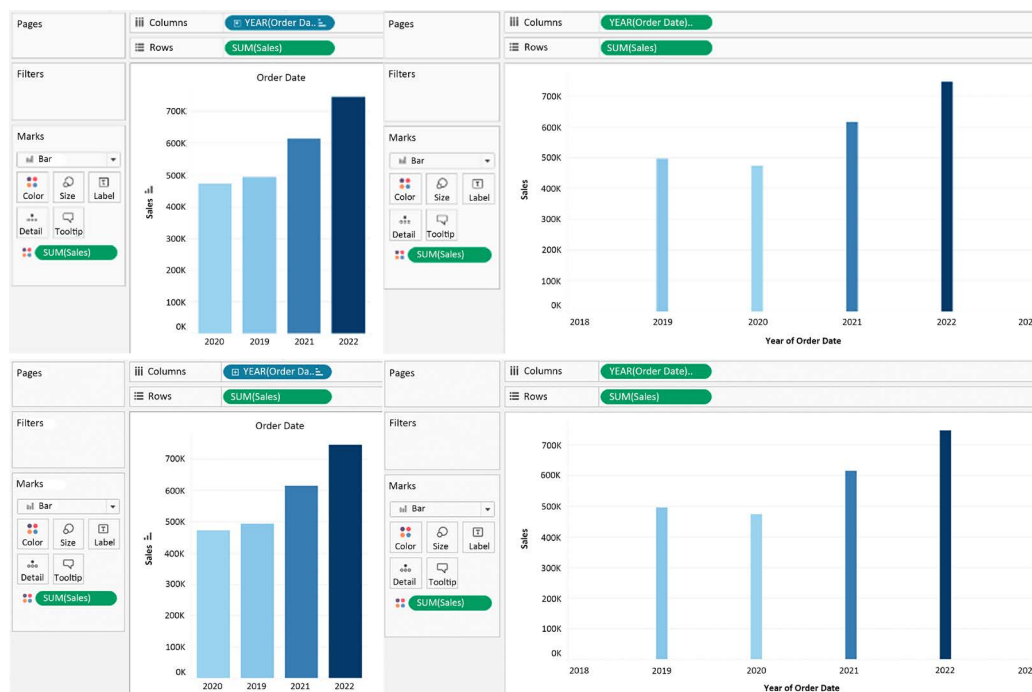 Pages
Columns
YEAR(Order Da..
Rows
SUM(Sales)
Filters
Marks
Bar
Color
Size
Label
Detail
Tooltip
SUM(Sales)
Order Date
Sales
700K
600K
500K
400K
300K
200K
100K
0K
2020 2019 2021 2022
Pages
Columns
YEAR(Order Date)..
Rows
SUM(Sales)
Filters
Marks
Bar
Color
Size
Label
Detail
Tooltip
SUM(Sales)
Sales
700K
600K
500K
400K
300K
200K
100K
0K
2018 2019 2020 2021 2022
Year of Order Date
Pages
Columns
YEAR(Order Da..
Rows
SUM(Sales)
Filters
Marks
Bar
Color
Size
Label
Detail
Tooltip
SUM(Sales)
Order Date
Sales
700K
600K
500K
400K
300K
200K
100K
0K
2020 2019 2021 2022
Pages
Columns
YEAR(Order Date)..
Rows
SUM(Sales)
Filters
Marks
Bar
Color
Size
Label
Detail
Tooltip
SUM(Sales)
Sales
700K
600K
500K
400K
300K
200K
100K
0K
2018 2019 2020 2021 2022
Year of Order Date